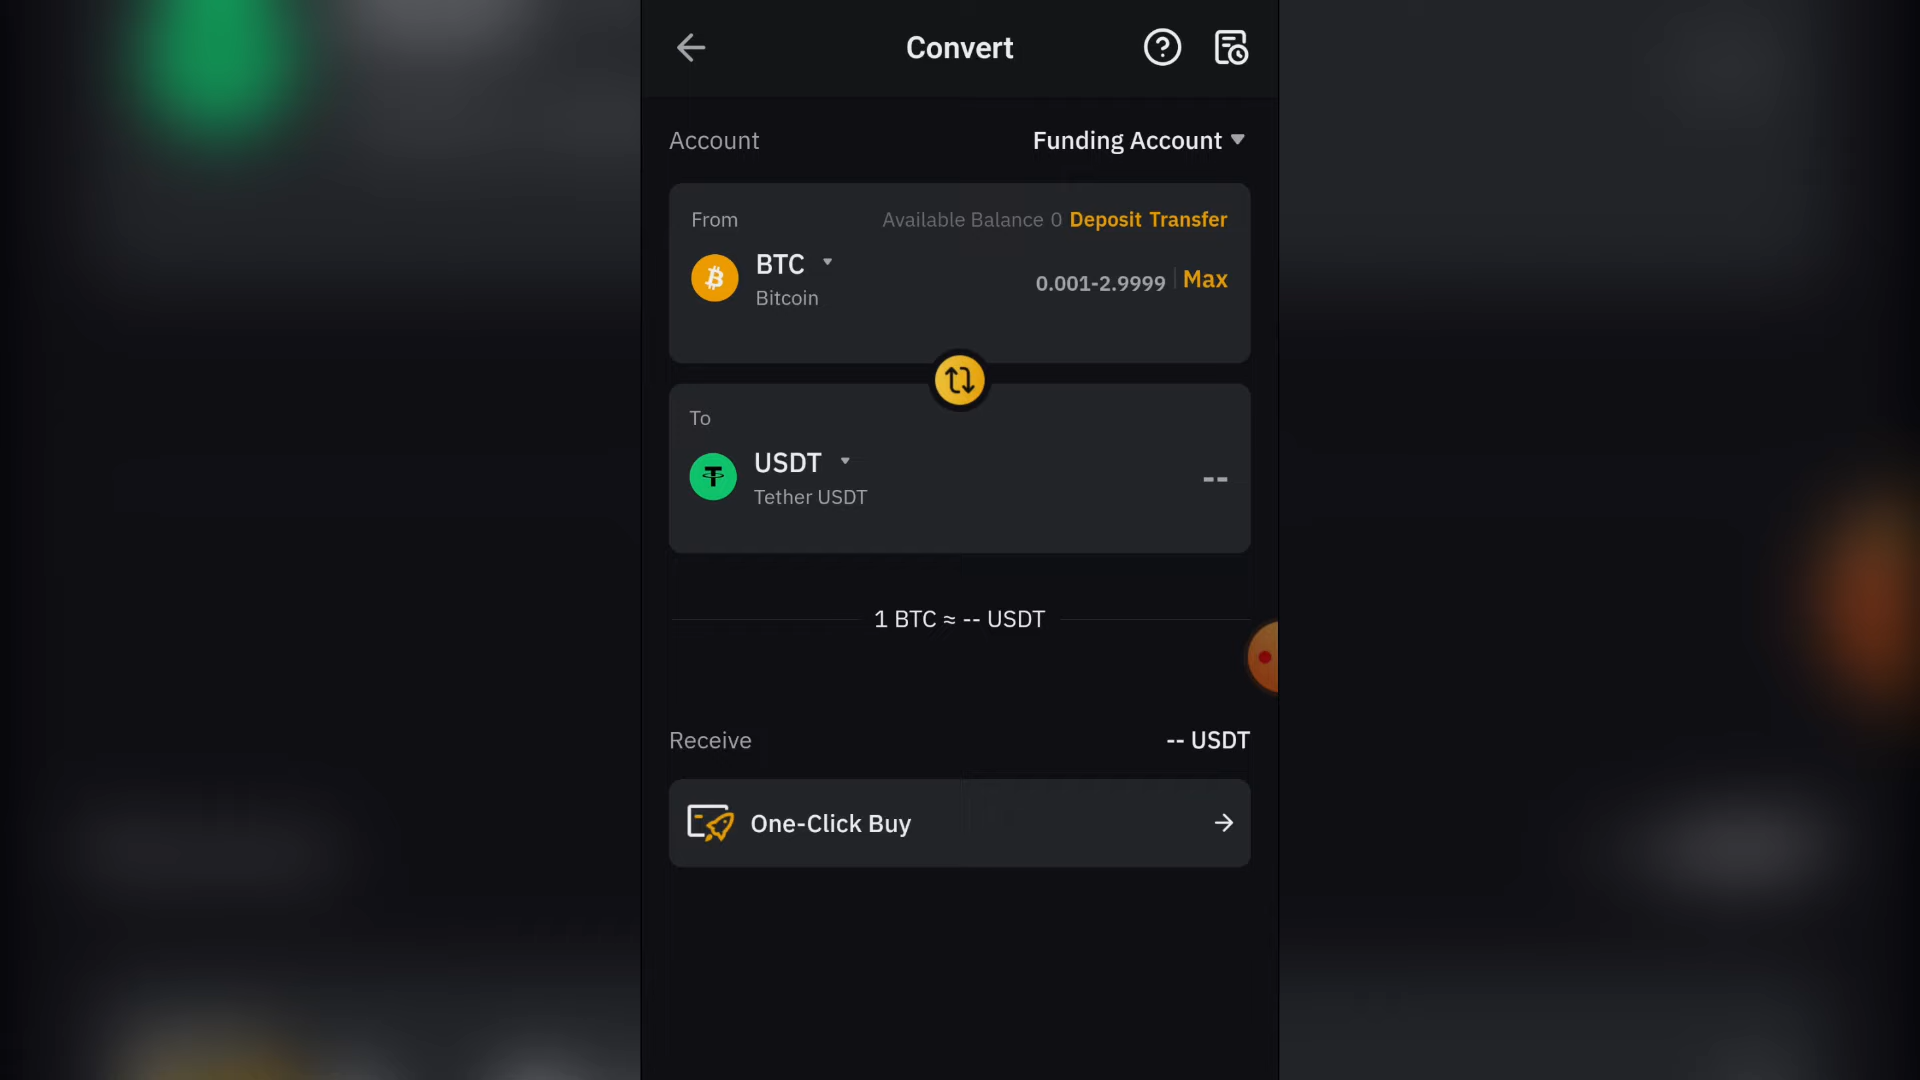 Convert
Account
Funding Account
From
Available Balance 0 Deposit Transfer
BTC
Bitcoin
0.001-2.9999
Max
To
USDT
Tether USDT
--
1 BTC ≈ -- USDT
Receive
-- USDT
One-Click Buy